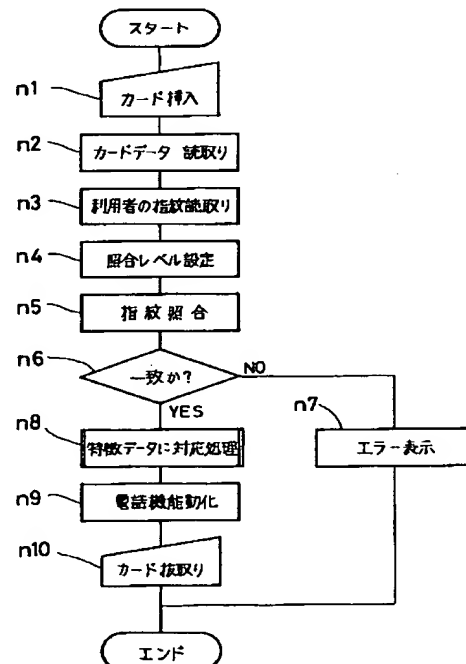 スタート
n1
カード挿入
n2
カードデータ 読取り
n3
利用者の指紋読取り
n4
照合レベル設定
n5
指紋照合
n6
一致か?
NO
YES
n7
エラー表示
n8
特徴データに対応処理
n9
電話機能動化
n10
カード抜取り
エンド